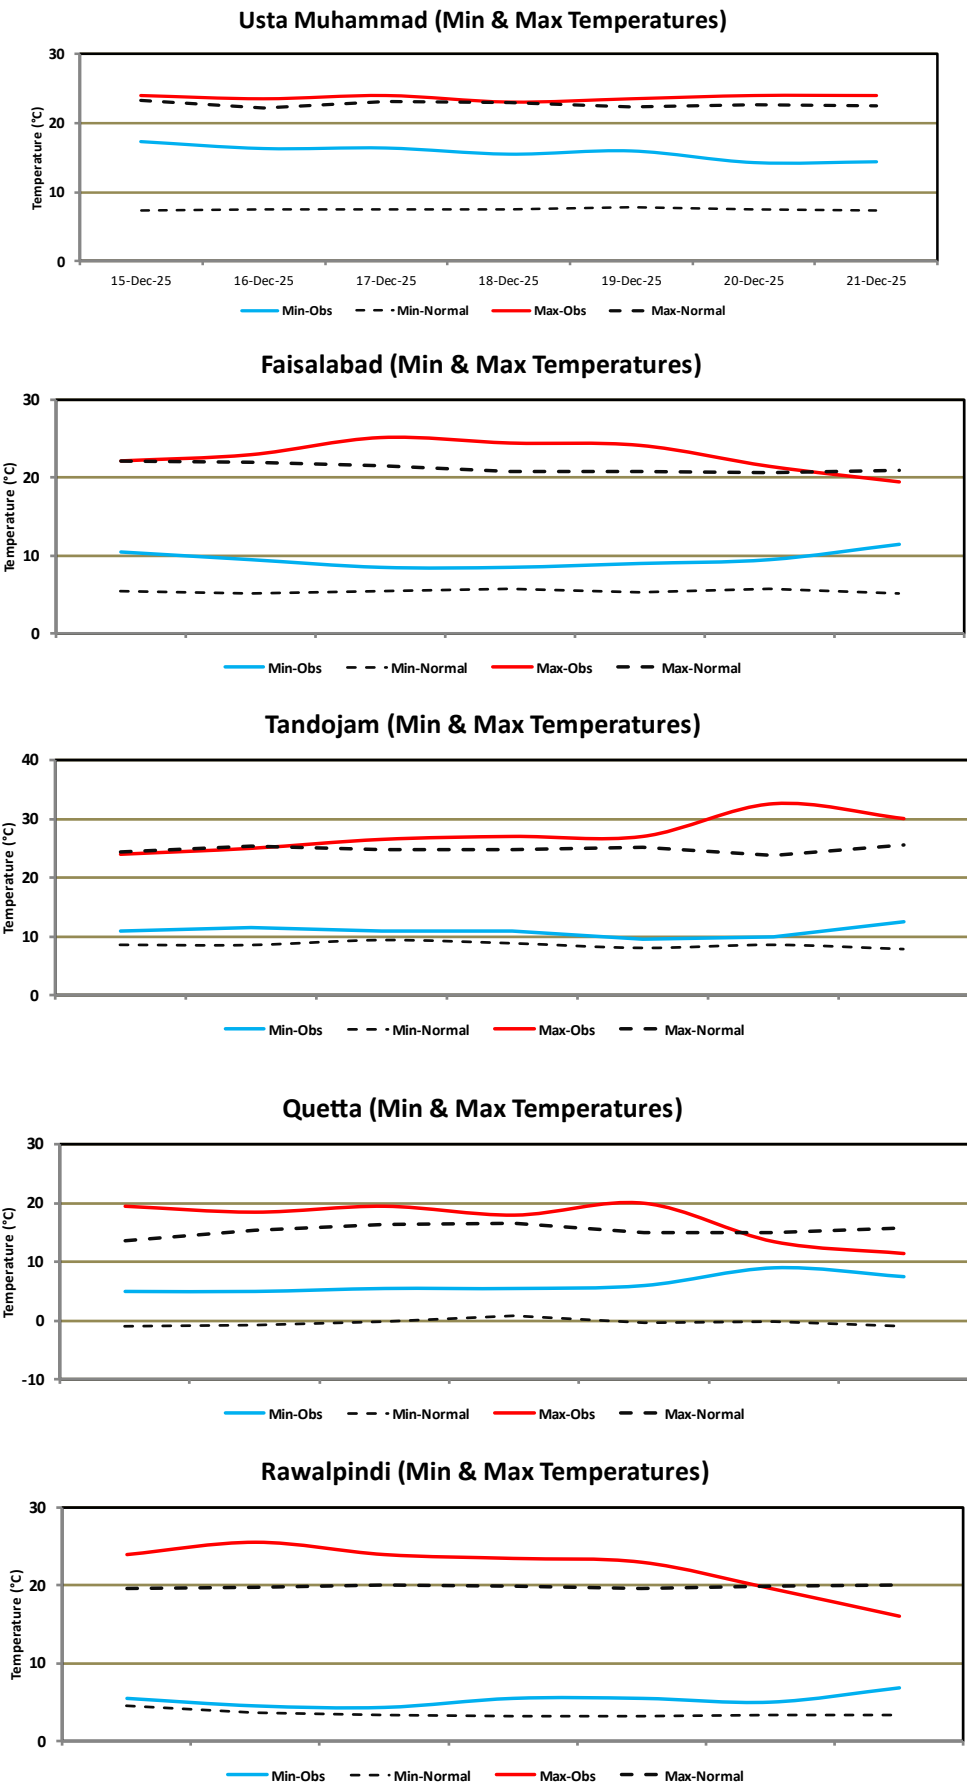 Usta Muhammad (Min & Max Temperatures)
Temperature (°C)
30
20
10
0
15-Dec-25 16-Dec-25 17-Dec-25 18-Dec-25 19-Dec-25 20-Dec-25 21-Dec-25
Min-Obs Min-Normal Max-Obs Max-Normal
Faisalabad (Min & Max Temperatures)
Temperature (°C)
30
20
10
0
Min-Obs Min-Normal Max-Obs Max-Normal
Tandojam (Min & Max Temperatures)
Temperature (°C)
40
30
20
10
0
Min-Obs Min-Normal Max-Obs Max-Normal
Quetta (Min & Max Temperatures)
Temperature (°C)
30
20
10
0
-10
Min-Obs Min-Normal Max-Obs Max-Normal
Rawalpindi (Min & Max Temperatures)
Temperature (°C)
30
20
10
0
Min-Obs Min-Normal Max-Obs Max-Normal